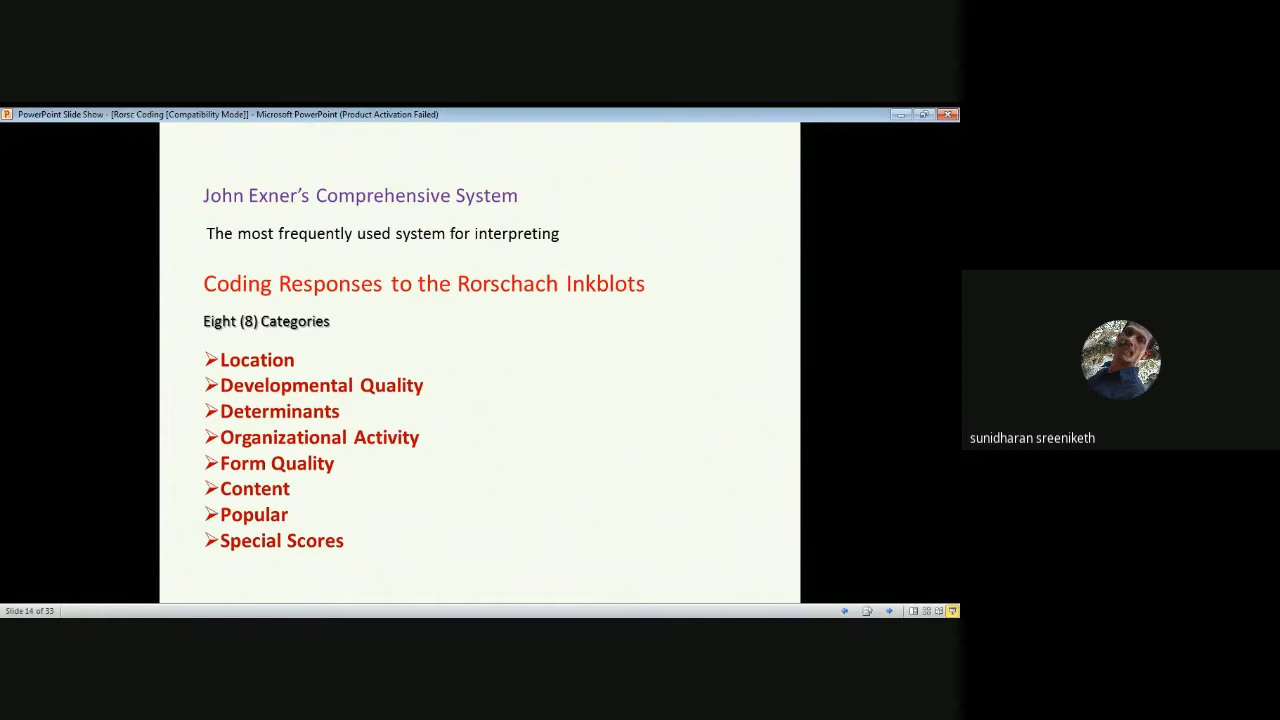 PowerPoint Slide Show - [Rorsc Coding [Compatibility Mode]] - Microsoft PowerPoint (Product Activation Failed)
John Exner's Comprehensive System
The most frequently used system for interpreting
Coding Responses to the Rorschach Inkblots
Eight (8) Categories
➢Location
➢Developmental Quality
➢Determinants
➢Organizational Activity
➢Form Quality
➢Content
➢Popular
➢Special Scores
sunidharan sreeniketh
Slide 14 of 33